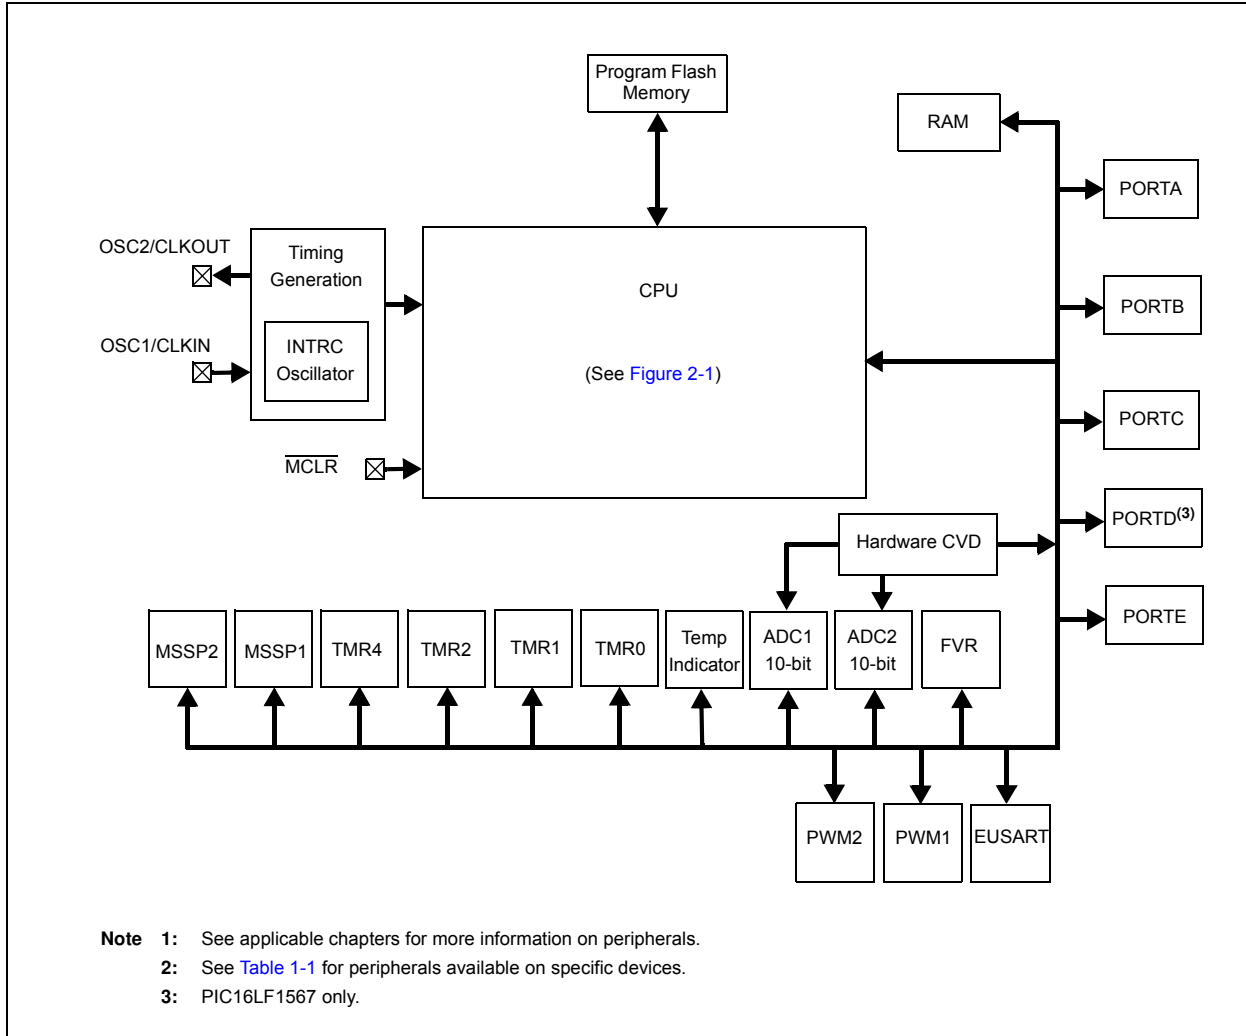 Program Flash
Memory
RAM
PORTA
OSC2/CLKOUT
Timing
Generation
CPU
PORTB
OSC1/CLKIN
INTRC
Oscillator
(See Figure 2-1)
PORTC
MCLR
PORTD(3)
Hardware CVD
PORTE
MSSP2
MSSP1
TMR4
TMR2
TMR1
TMR0
Temp
Indicator
ADC1
10-bit
ADC2
10-bit
FVR
PWM2
PWM1
EUSART
Note 1: See applicable chapters for more information on peripherals.
2: See Table 1-1 for peripherals available on specific devices.
3: PIC16LF1567 only.